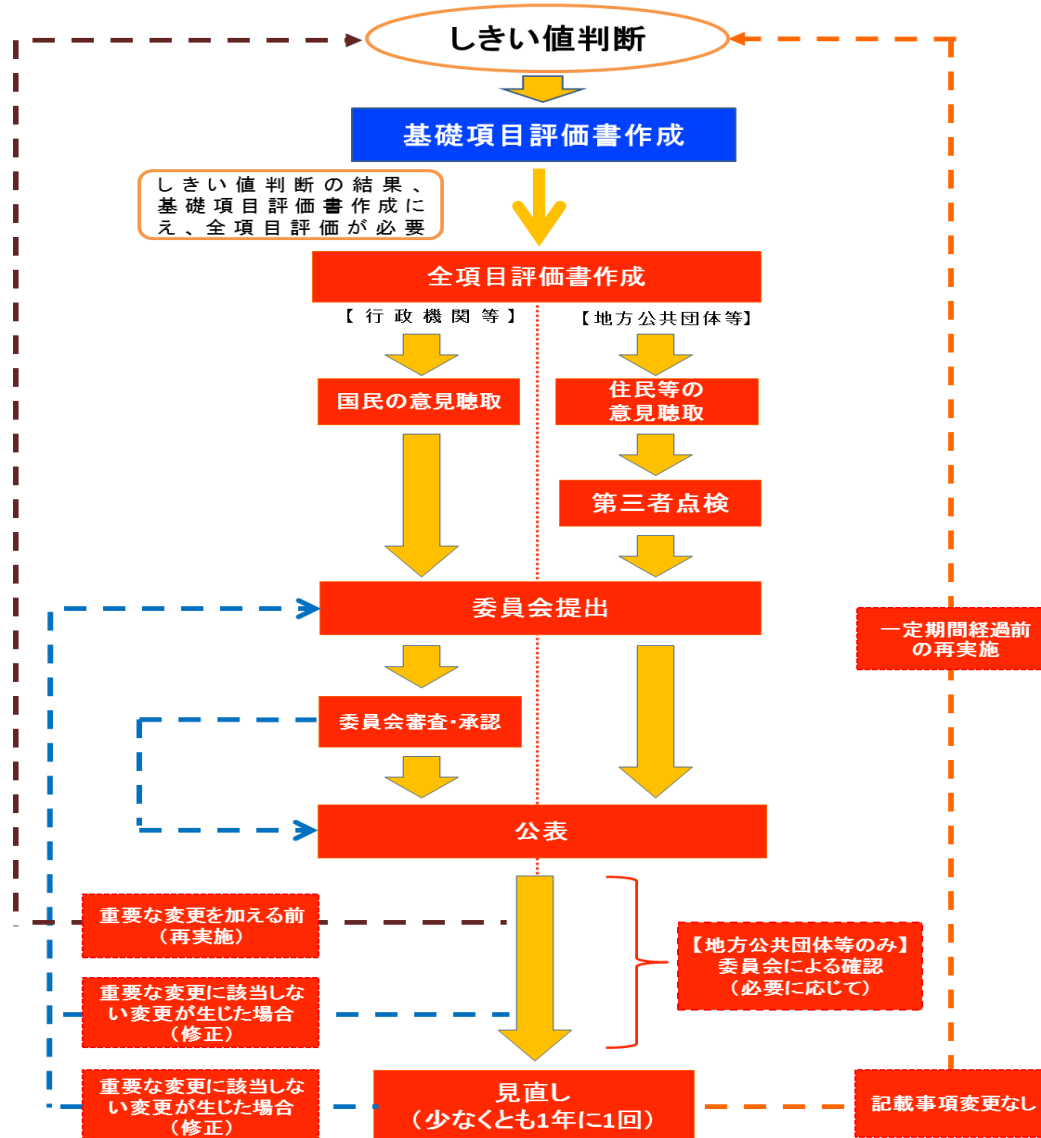 しきい値判断
基礎項目評価書作成
しきい値判断の結果、
基礎項目評価書作成に
え、全項目評価が必要
全項目評価書作成
【行政機関等】
【地方公共団体等】
国民の意見聴取
住民等の
意見聴取
第三者点検
委員会提出
一定期間経過前
の再実施
委員会審査・承認
公表
重要な変更を加える前
(再実施)
【地方公共団体等のみ】
委員会による確認
(必要に応じて)
重要な変更に該当しな
い変更が生じた場合
(修正)
重要な変更に該当しな
い変更が生じた場合
(修正)
見直し
(少なくとも1年に1回)
記載事項変更なし